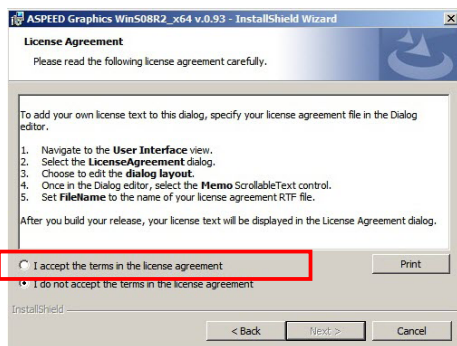 ASPEED Graphics WinS08R2_x64 v.0.93 - InstallShield Wizard
License Agreement
Please read the following license agreement carefully.
To add your own license text to this dialog, specify your license agreement file in the Dialog
editor.
1. Navigate to the User Interface view.
2. Select the LicenseAgreement dialog.
3. Choose to edit the dialog layout.
4. Once in the Dialog editor, select the Memo ScrollableText control.
5. Set FileName to the name of your license agreement RTF file.
After you build your release, your license text will be displayed in the License Agreement dialog.
I accept the terms in the license agreement
Print
I do not accept the terms in the license agreement
InstallShield
< Back
Next >
Cancel